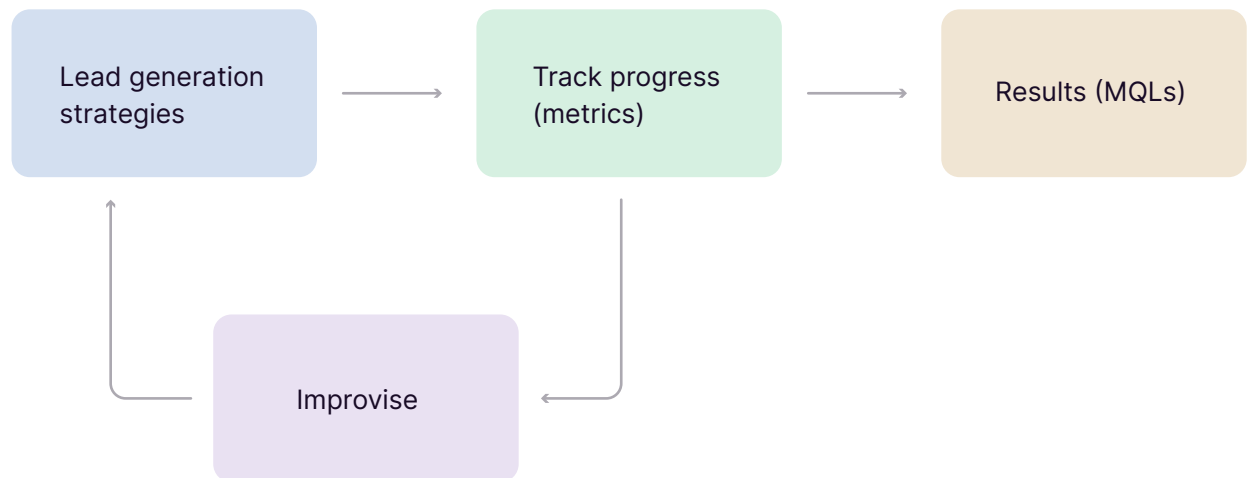 Lead generation
strategies
Track progress
(metrics)
Results (MQLs)
Improvise